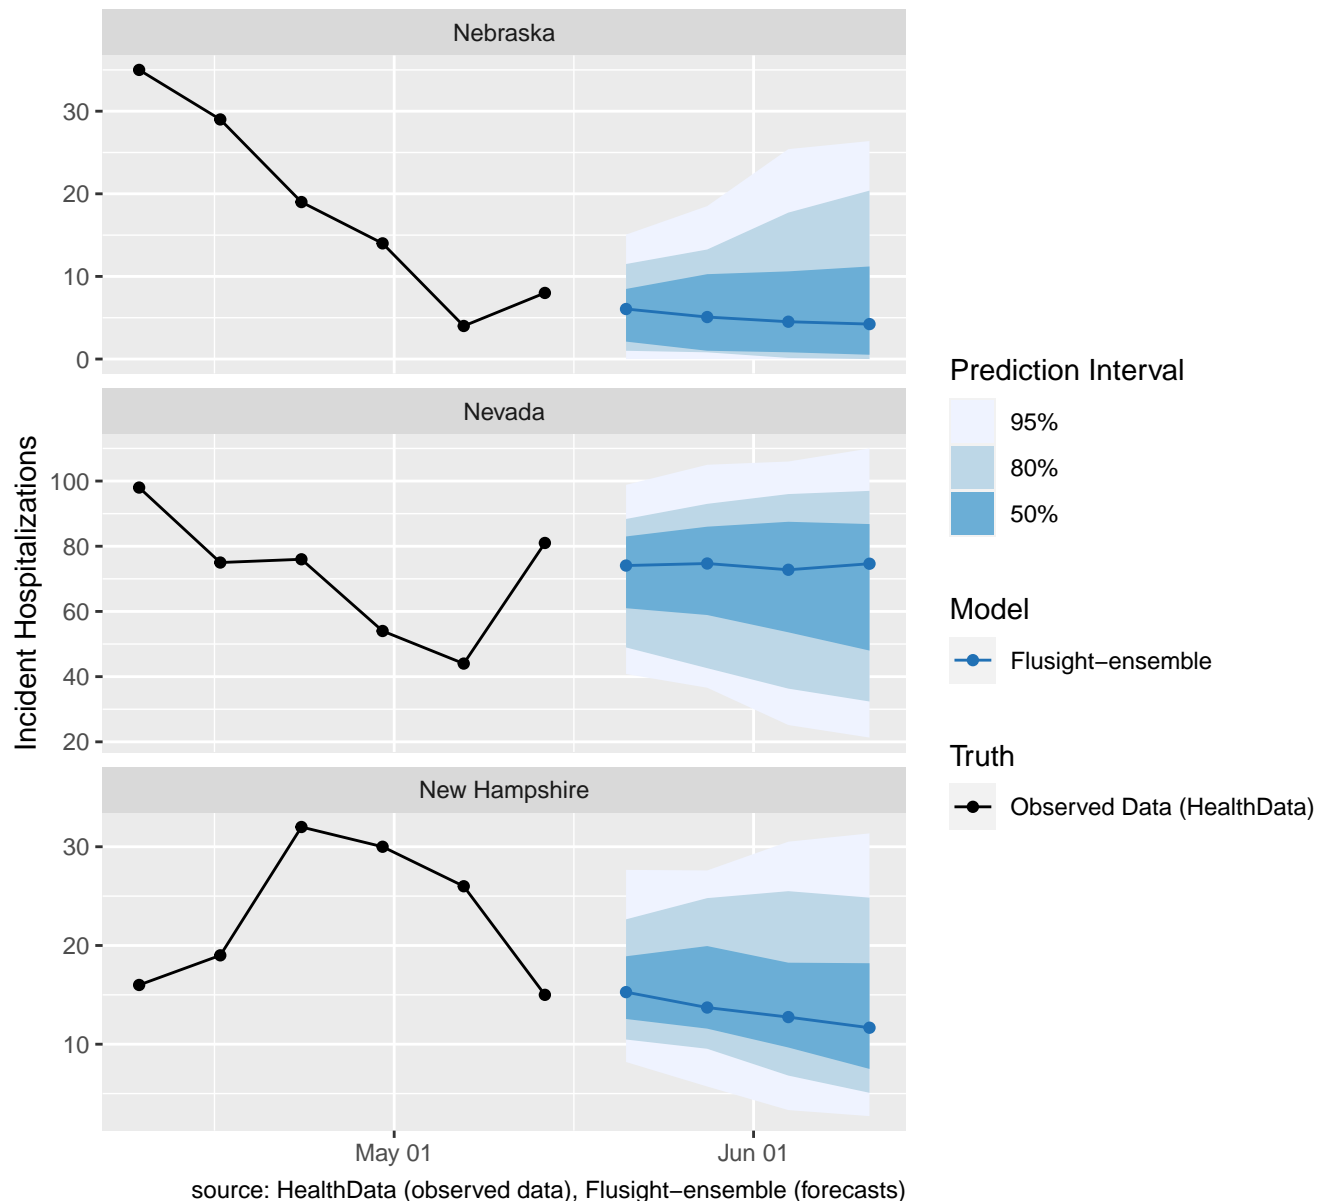 Nebraska
30
20
10
0
Nevada
100
80
60
40
20
New Hampshire
30
20
10
Incident Hospitalizations
May 01
Jun 01
source: HealthData (observed data), Flusight−ensemble (forecasts)
Prediction Interval
95%
80%
50%
Model
Flusight−ensemble
Truth
Observed Data (HealthData)